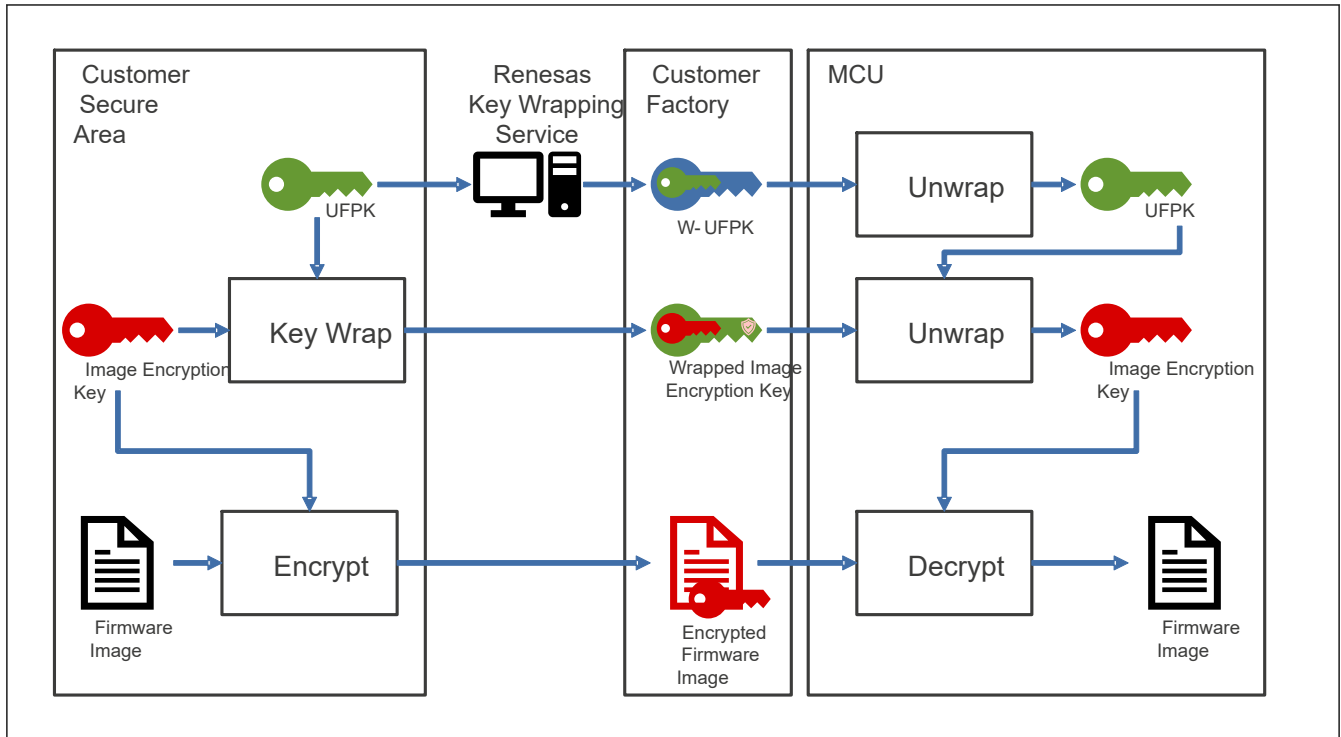 Customer
Secure
Area
Renesas
Key Wrapping
Service
Customer
Factory
MCU
UFPK
W- UFPK
Unwrap
UFPK
Image Encryption
Key
Key Wrap
Wrapped Image
Encryption Key
Unwrap
Image Encryption
Key
Firmware
Image
Encrypt
Encrypted
Firmware
Image
Decrypt
Firmware
Image